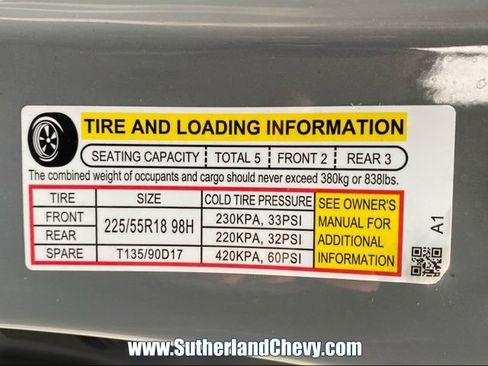 TIRE AND LOADING INFORMATION
SEATING CAPACITY TOTAL 5 FRONT 2 REAR 3
The combined weight of occupants and cargo should never exceed 380kg or 838lbs.
TIRE SIZE COLD TIRE PRESSURE
FRONT 225/55R18 98H 230KPA, 33PSI
REAR 220KPA, 32PSI
SPARE T135/90D17 420KPA, 60PSI
SEE OWNER'S
MANUAL FOR
ADDITIONAL
INFORMATION
A1
www.SutherlandChevy.com